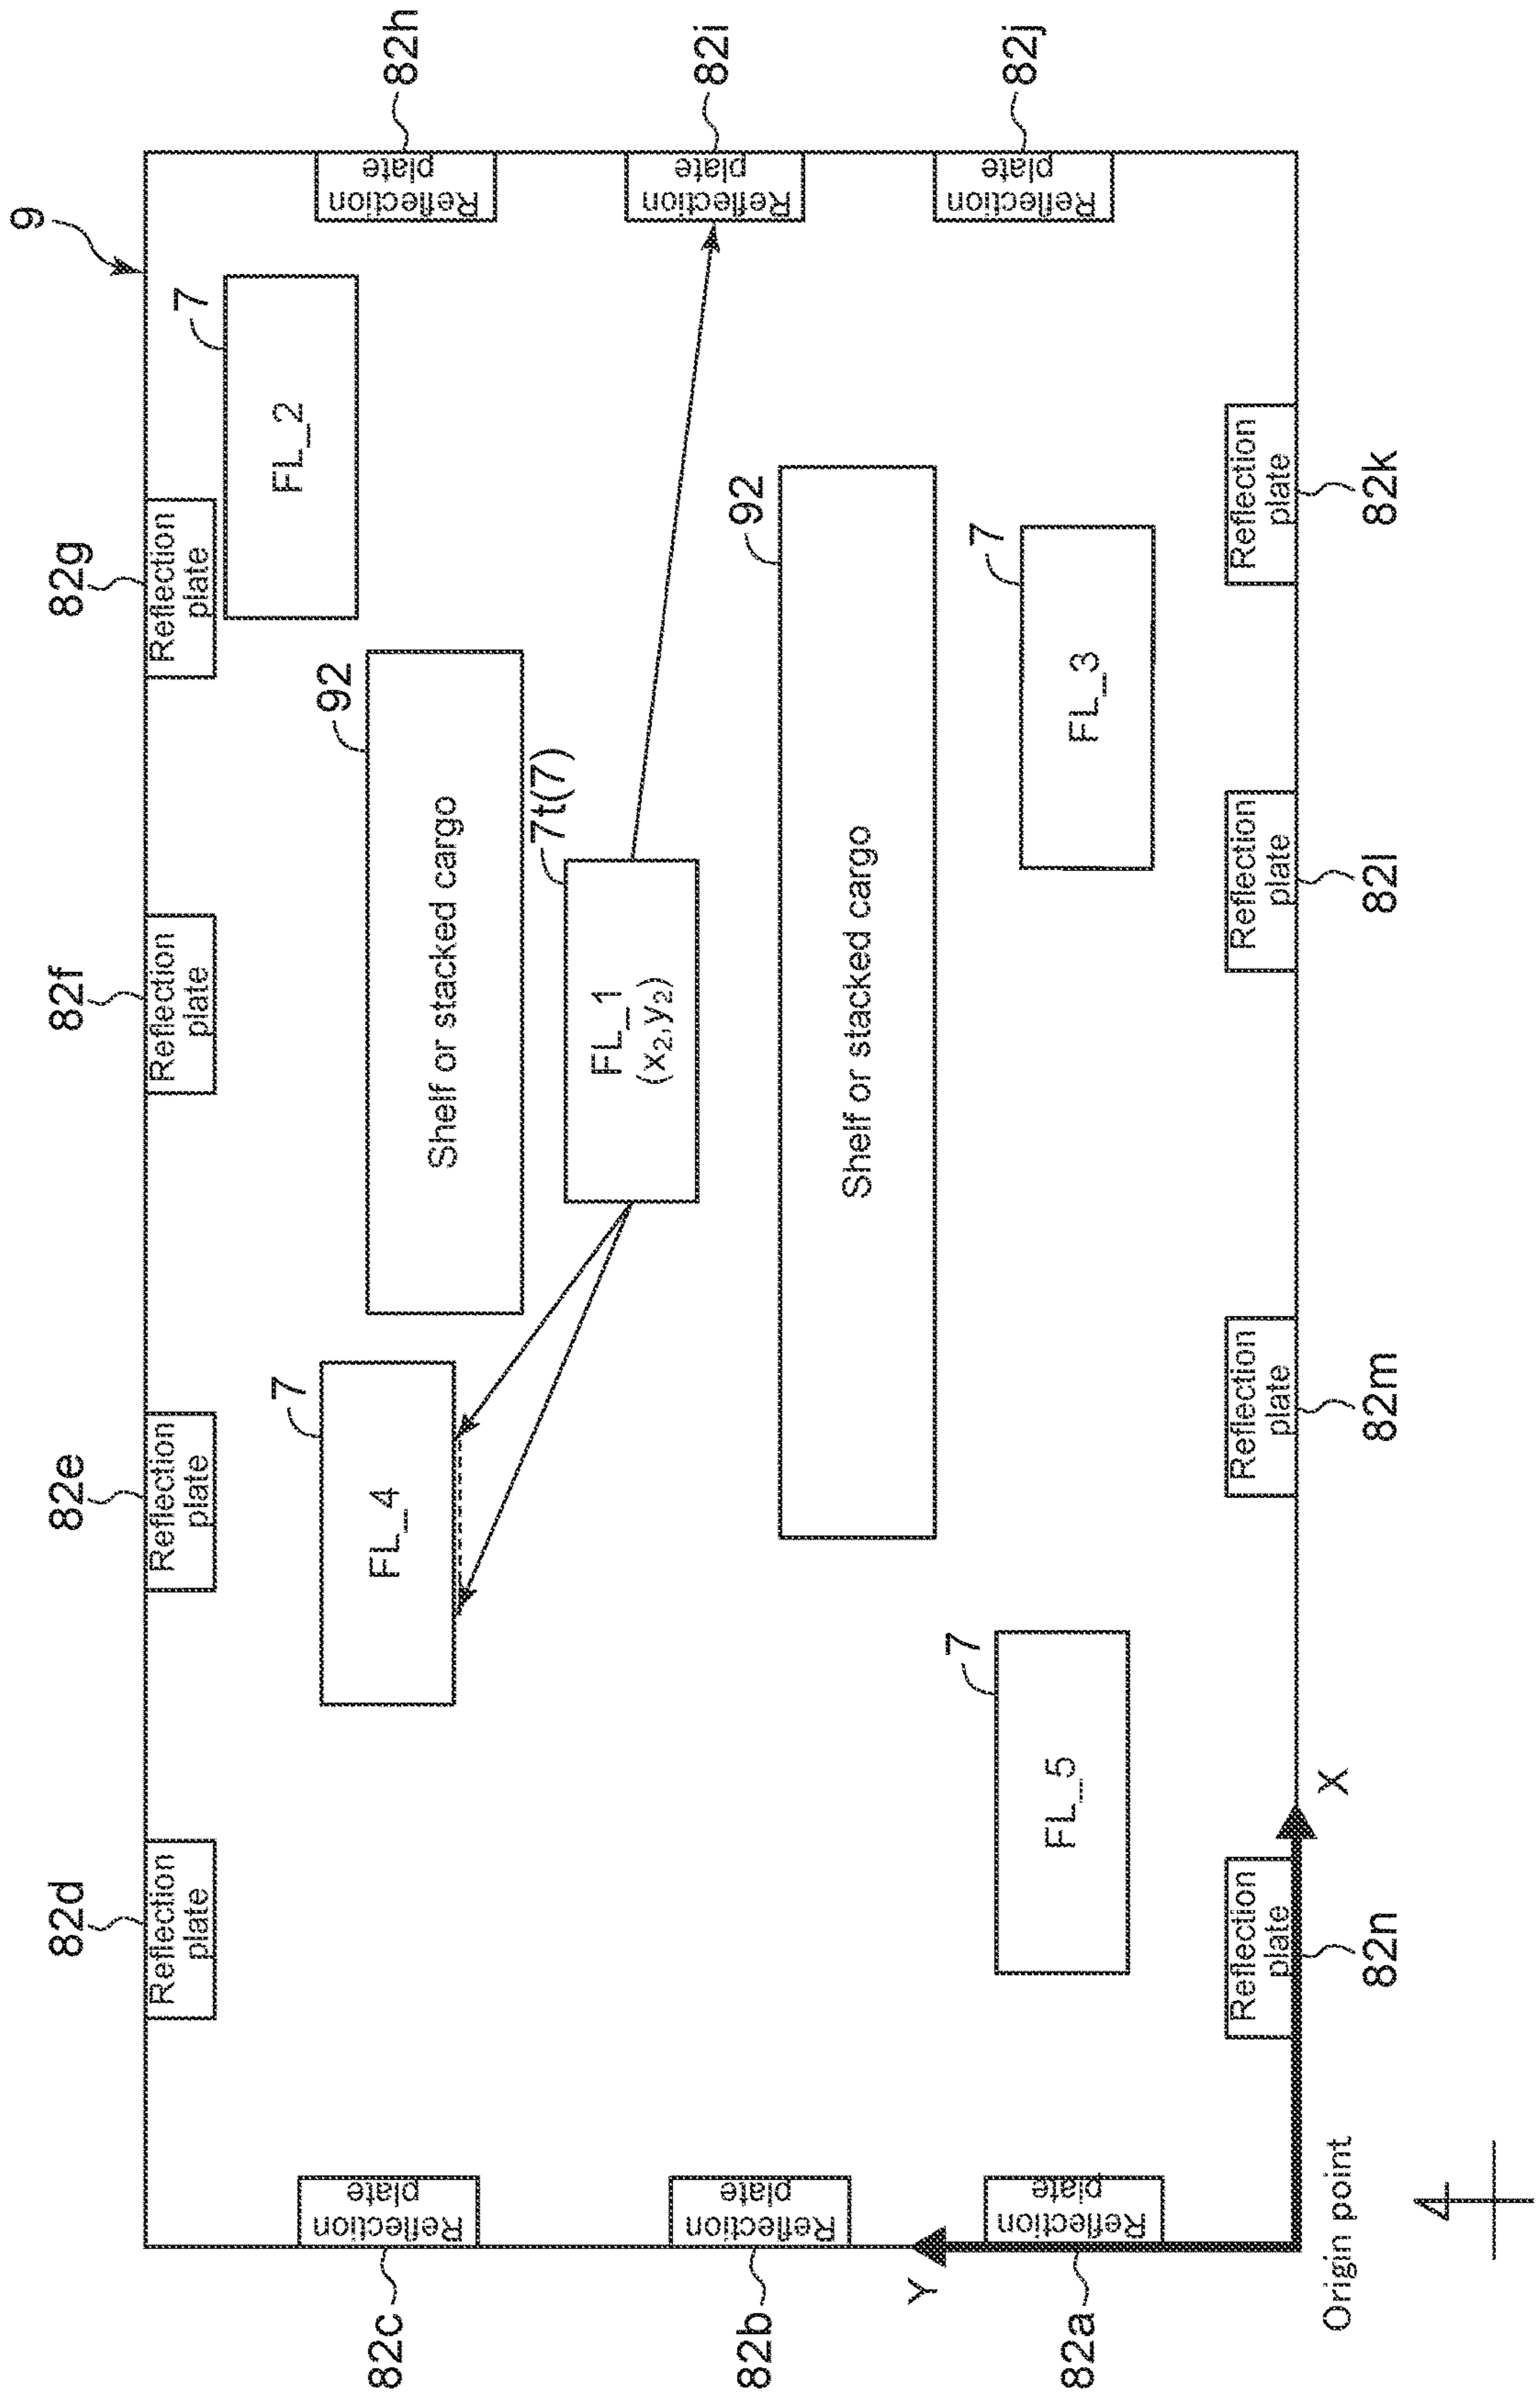 9
82d
82e
82f
82g
Reflection
plate
Reflection
plate
Reflection
plate
Reflection
plate
7
FL_2
82c
Reflection
plate
7
FL_4
92
Shelf or stacked cargo
82h
Reflection
plate
7t(7)
FL_1
(x₂,y₂)
82b
Reflection
plate
92
Shelf or stacked cargo
82i
Reflection
plate
Y
82a
Reflection
plate
7
FL_5
7
FL_3
82j
Reflection
plate
Reflection
plate
Reflection
plate
Reflection
plate
Reflection
plate
X
Origin point
82n
82m
82l
82k